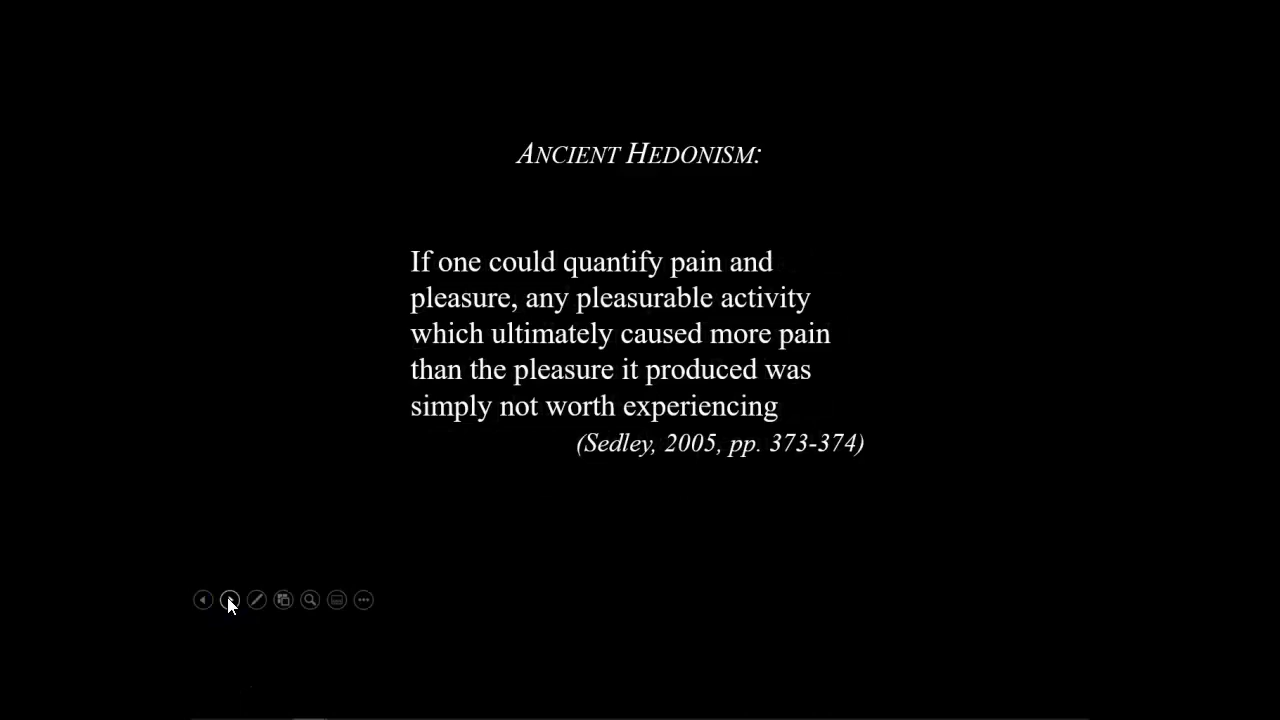 ANCIENT HEDONISM:
If one could quantify pain and
pleasure, any pleasurable activity
which ultimately caused more pain
than the pleasure it produced was
simply not worth experiencing
(Sedley, 2005, pp. 373-374)